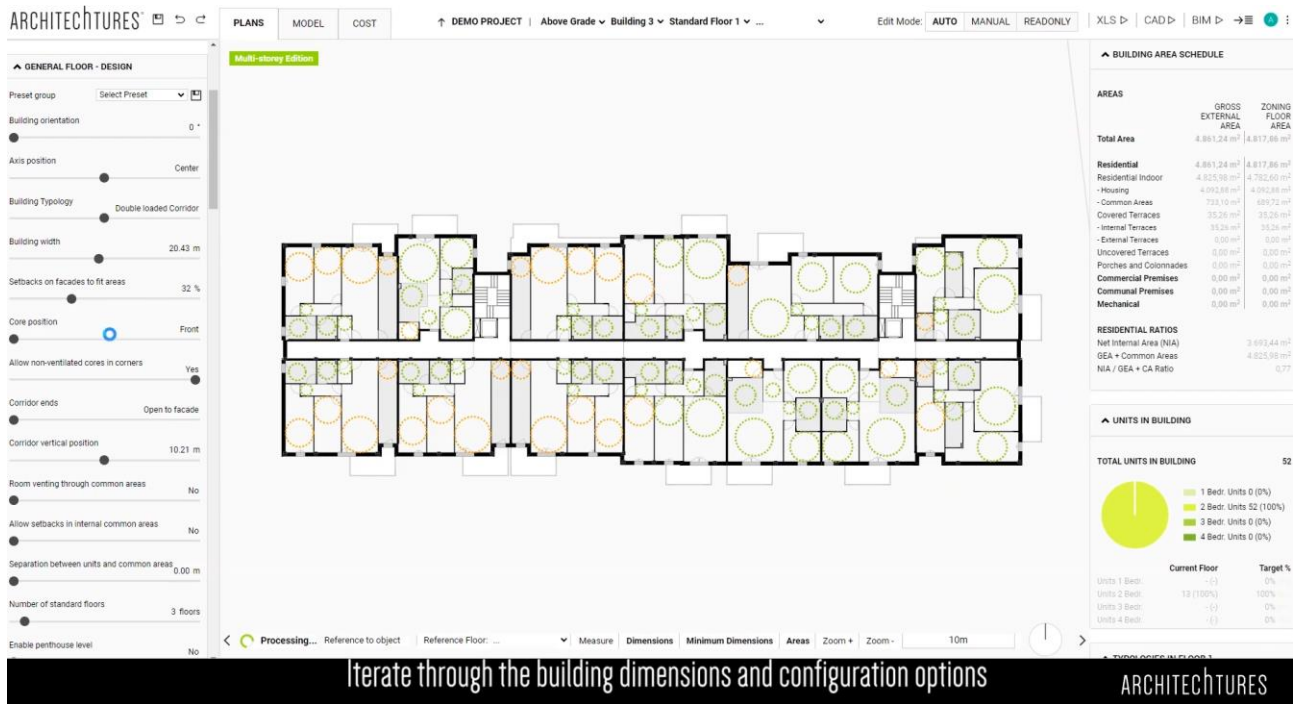 ARCHITECHTURES
PLANS MODEL COST
↑ DEMO PROJECT | Above Grade Building 3 Standard Floor 1 ...
Edit Mode: AUTO MANUAL READONLY
XLS CAD BIM A
GENERAL FLOOR - DESIGN
Preset group Select Preset
Building orientation 0 °
Axis position Center
Building Typology Double loaded Corridor
Building width 20.43 m
Setbacks on facades to fit areas 32 %
Core position Front
Allow non-ventilated cores in corners Yes
Corridor ends Open to facade
Corridor vertical position 10.21 m
Room venting through common areas No
Allow setbacks in internal common areas No
Separation between units and common areas 0.00 m
Number of standard floors 3 floors
Enable penthouse level No
Multi-storey Edition
Processing... Reference to object Reference Floor: ... Measure Dimensions Minimum Dimensions Areas Zoom + Zoom - 10m
BUILDING AREA SCHEDULE
AREAS
GROSS EXTERNAL AREA ZONING FLOOR AREA
Total Area 4.861,24 m² 4.817,86 m²
Residential 4.861,24 m² 4.817,86 m²
Residential Indoor 4.825,98 m² 4.782,60 m²
- Housing 4.092,88 m² 4.092,88 m²
- Common Areas 733,10 m² 689,72 m²
Covered Terraces 35,26 m² 35,26 m²
- Internal Terraces 35,26 m² 35,26 m²
- External Terraces 0,00 m² 0,00 m²
Uncovered Terraces 0,00 m² 0,00 m²
Porches and Colonnades 0,00 m² 0,00 m²
Commercial Premises 0,00 m² 0,00 m²
Communal Premises 0,00 m² 0,00 m²
Mechanical 0,00 m² 0,00 m²
RESIDENTIAL RATIOS
Net Internal Area (NIA) 3.693,44 m²
GEA + Common Areas 4.825,98 m²
NIA / GEA + CA Ratio 0,77
UNITS IN BUILDING
TOTAL UNITS IN BUILDING 52
1 Bedr. Units 0 (0%)
2 Bedr. Units 52 (100%)
3 Bedr. Units 0 (0%)
4 Bedr. Units 0 (0%)
Current Floor Target %
Units 1 Bedr. - (-) 0%
Units 2 Bedr. 13 (100%) 100%
Units 3 Bedr. - (-) 0%
Units 4 Bedr. - (-) 0%
Iterate through the building dimensions and configuration options
ARCHITECHTURES